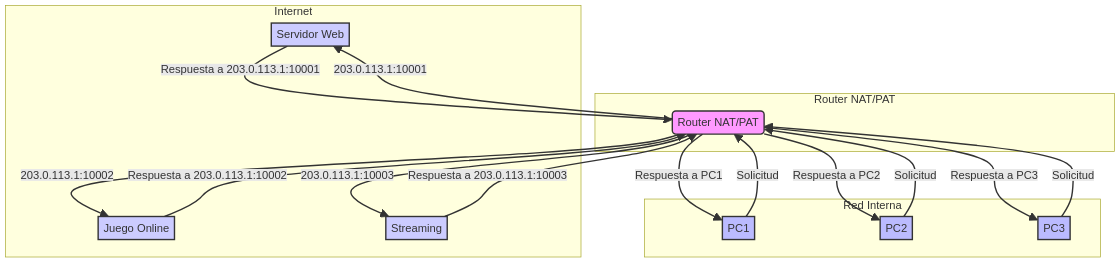 Internet
Servidor Web
Respuesta a 203.0.113.1:10001
203.0.113.1:10001
Router NAT/PAT
Router NAT/PAT
203.0.113.1:10002
Respuesta a 203.0.113.1:10002
203.0.113.1:10003
Respuesta a 203.0.113.1:10003
Respuesta a PC1
Solicitud
Respuesta a PC2
Solicitud
Respuesta a PC3
Solicitud
Red Interna
Juego Online
Streaming
PC1
PC2
PC3